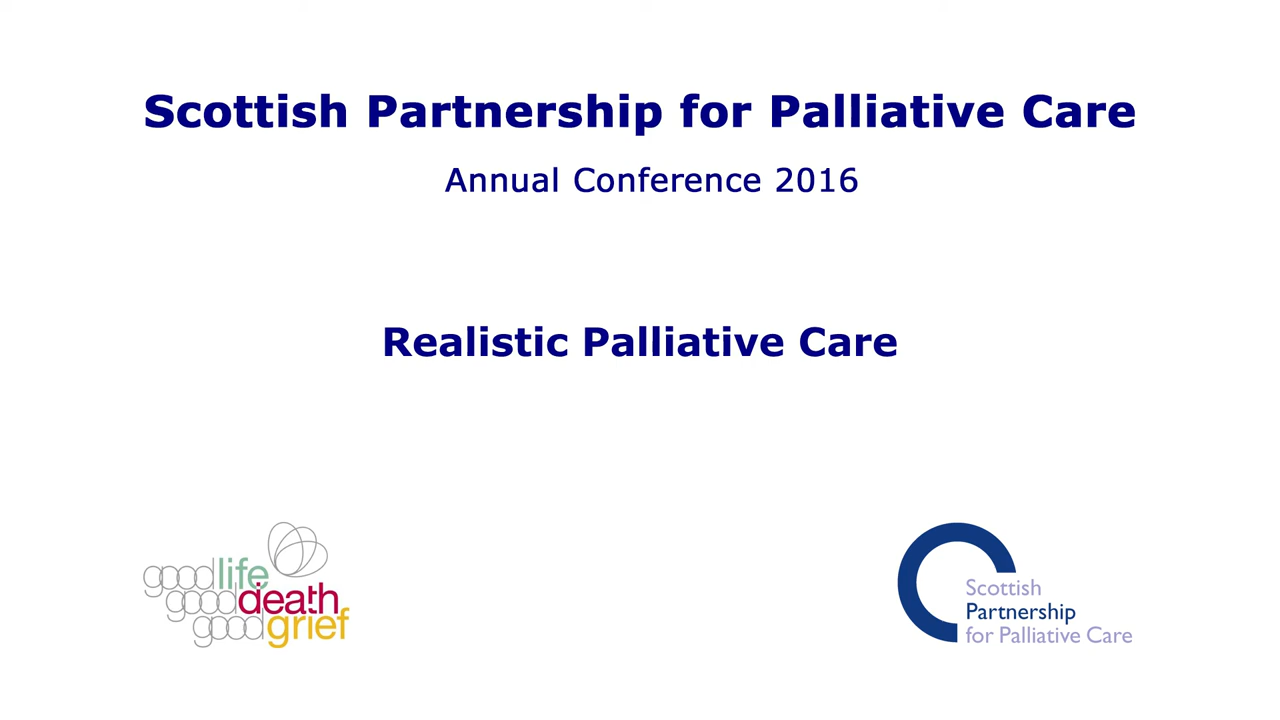 Scottish Partnership for Palliative Care
Annual Conference 2016
Realistic Palliative Care
good life
good death
good grief
Scottish
Partnership
for Palliative Care